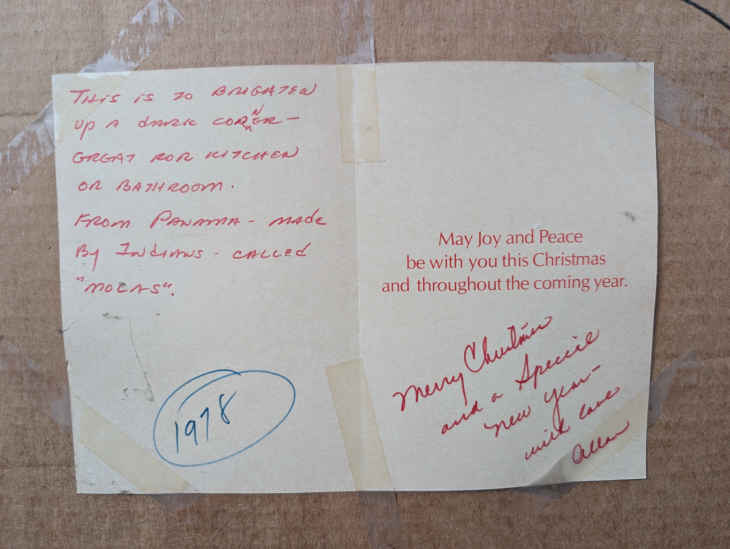 THIS IS TO BRIGHTEN
UP A DARK CORNER -
GREAT FOR KITCHEN
OR BATHROOM.
FROM PANAMA - MADE
BY INDIANS - CALLED
"MOLAS".
1978
May Joy and Peace
be with you this Christmas
and throughout the coming year.
Merry Christmas
and a Special
New Year -
with love
Allan